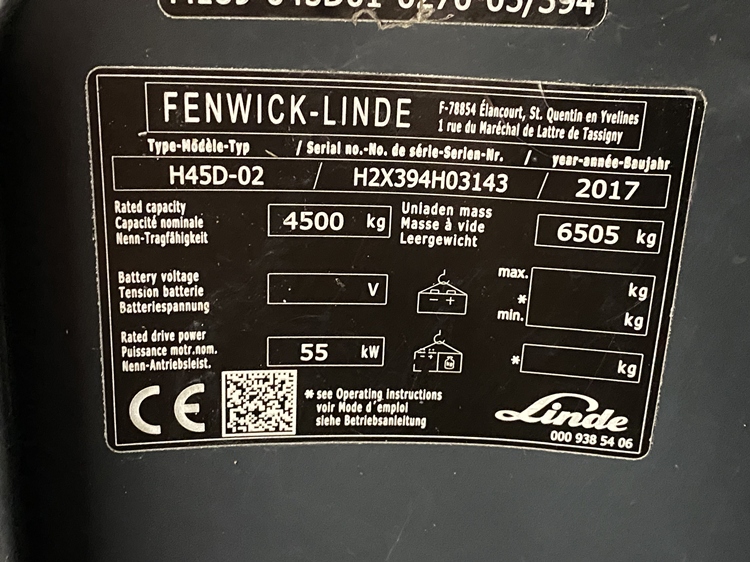 FENWICK-LINDE
F-78854 Élancourt, St. Quentin en Yvelines
1 rue du Maréchal de Lattre de Tassigny
Type-Modèle-Typ / Serial no.-No. de série-Serien-Nr. / year-année-Baujahr
H45D-02 / H2X394H03143 / 2017
Rated capacity
Capacité nominale
Nenn-Tragfähigkeit
4500 kg
Unladen mass
Masse à vide
Leergewicht
6505 kg
Battery voltage
Tension batterie
Batteriespannung
V
- +
max.
*
min.
kg
kg
Rated drive power
Puissance motr.nom.
Nenn-Antriebsleist.
55 kW
* kg
CE
* see Operating Instructions
voir Mode d'emploi
siehe Betriebsanleitung
Linde
000 938 54 06